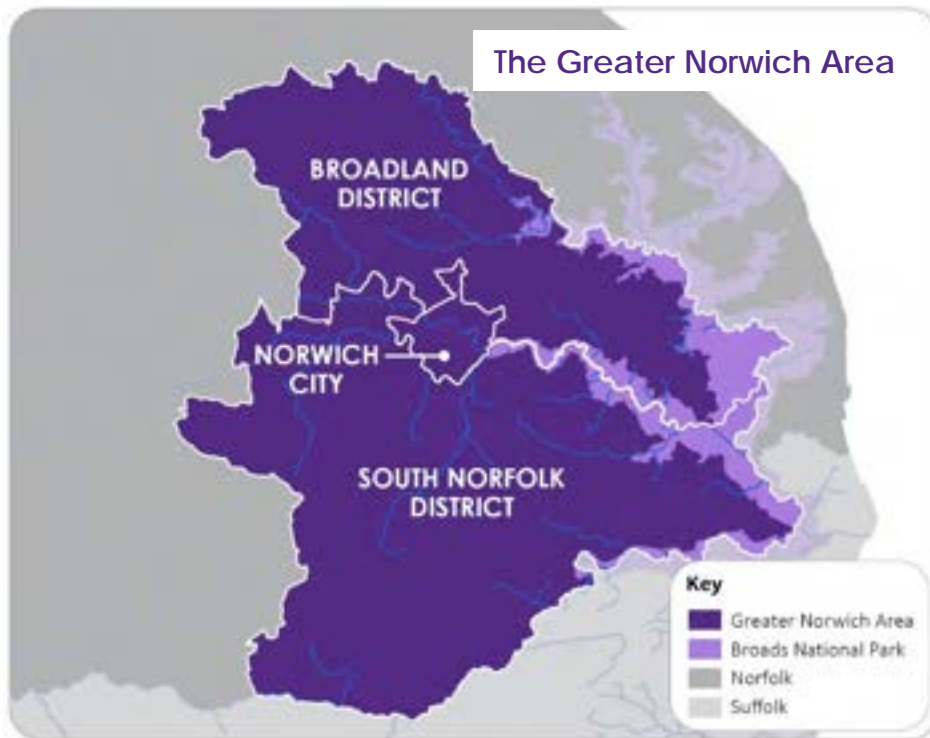 The Greater Norwich Area
BROADLAND
DISTRICT
NORWICH
CITY
SOUTH NORFOLK
DISTRICT
Key
Greater Norwich Area
Broads National Park
Norfolk
Suffolk